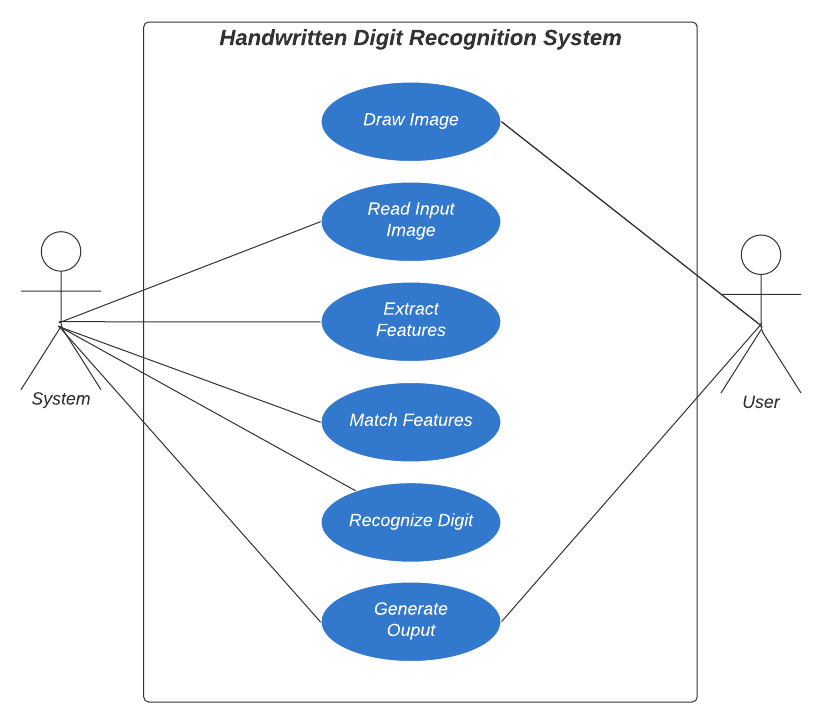 Handwritten Digit Recognition System
Draw Image
Read Input
Image
Extract
Features
Match Features
Recognize Digit
Generate
Ouput
System
User